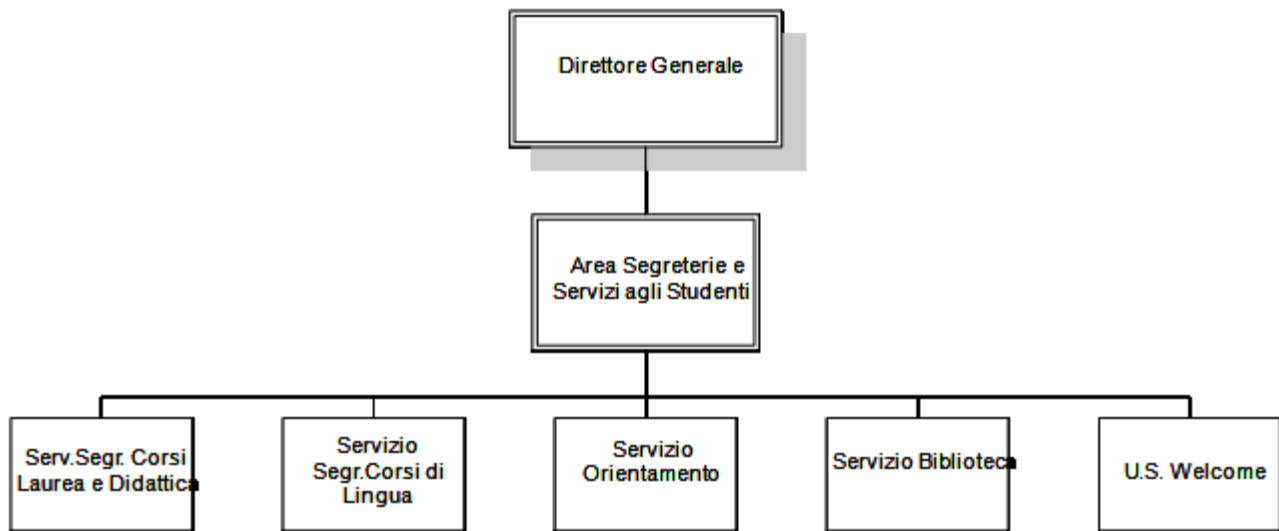 Direttore Generale
Area Segreterie e
Servizi agli Studenti
Serv.Segr. Corsi
Laurea e Didattica
Servizio
Segr.Corsi di
Lingua
Servizio
Orientamento
Servizio Biblioteca
U.S. Welcome